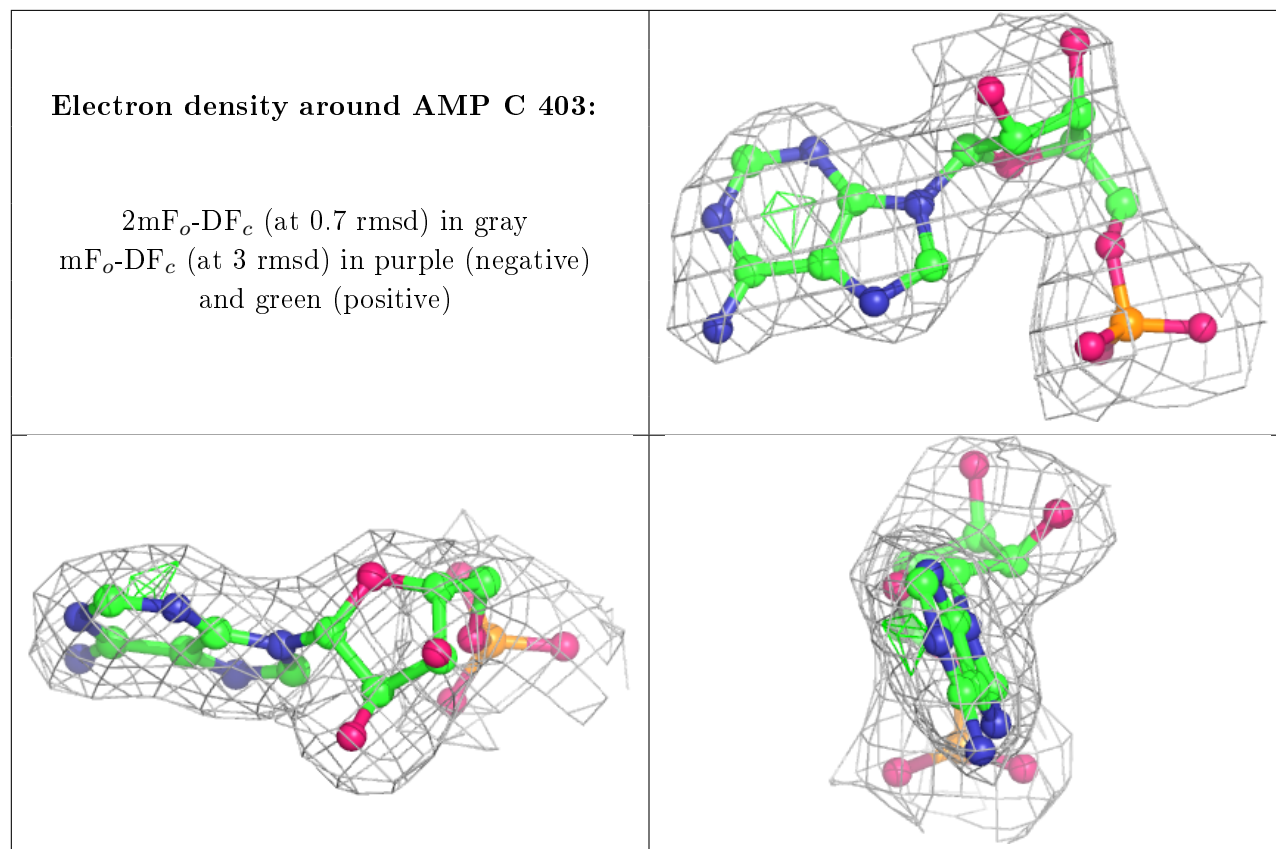 Electron density around AMP C 403:
2mFo-DFc (at 0.7 rmsd) in gray
mFo-DFc (at 3 rmsd) in purple (negative)
and green (positive)